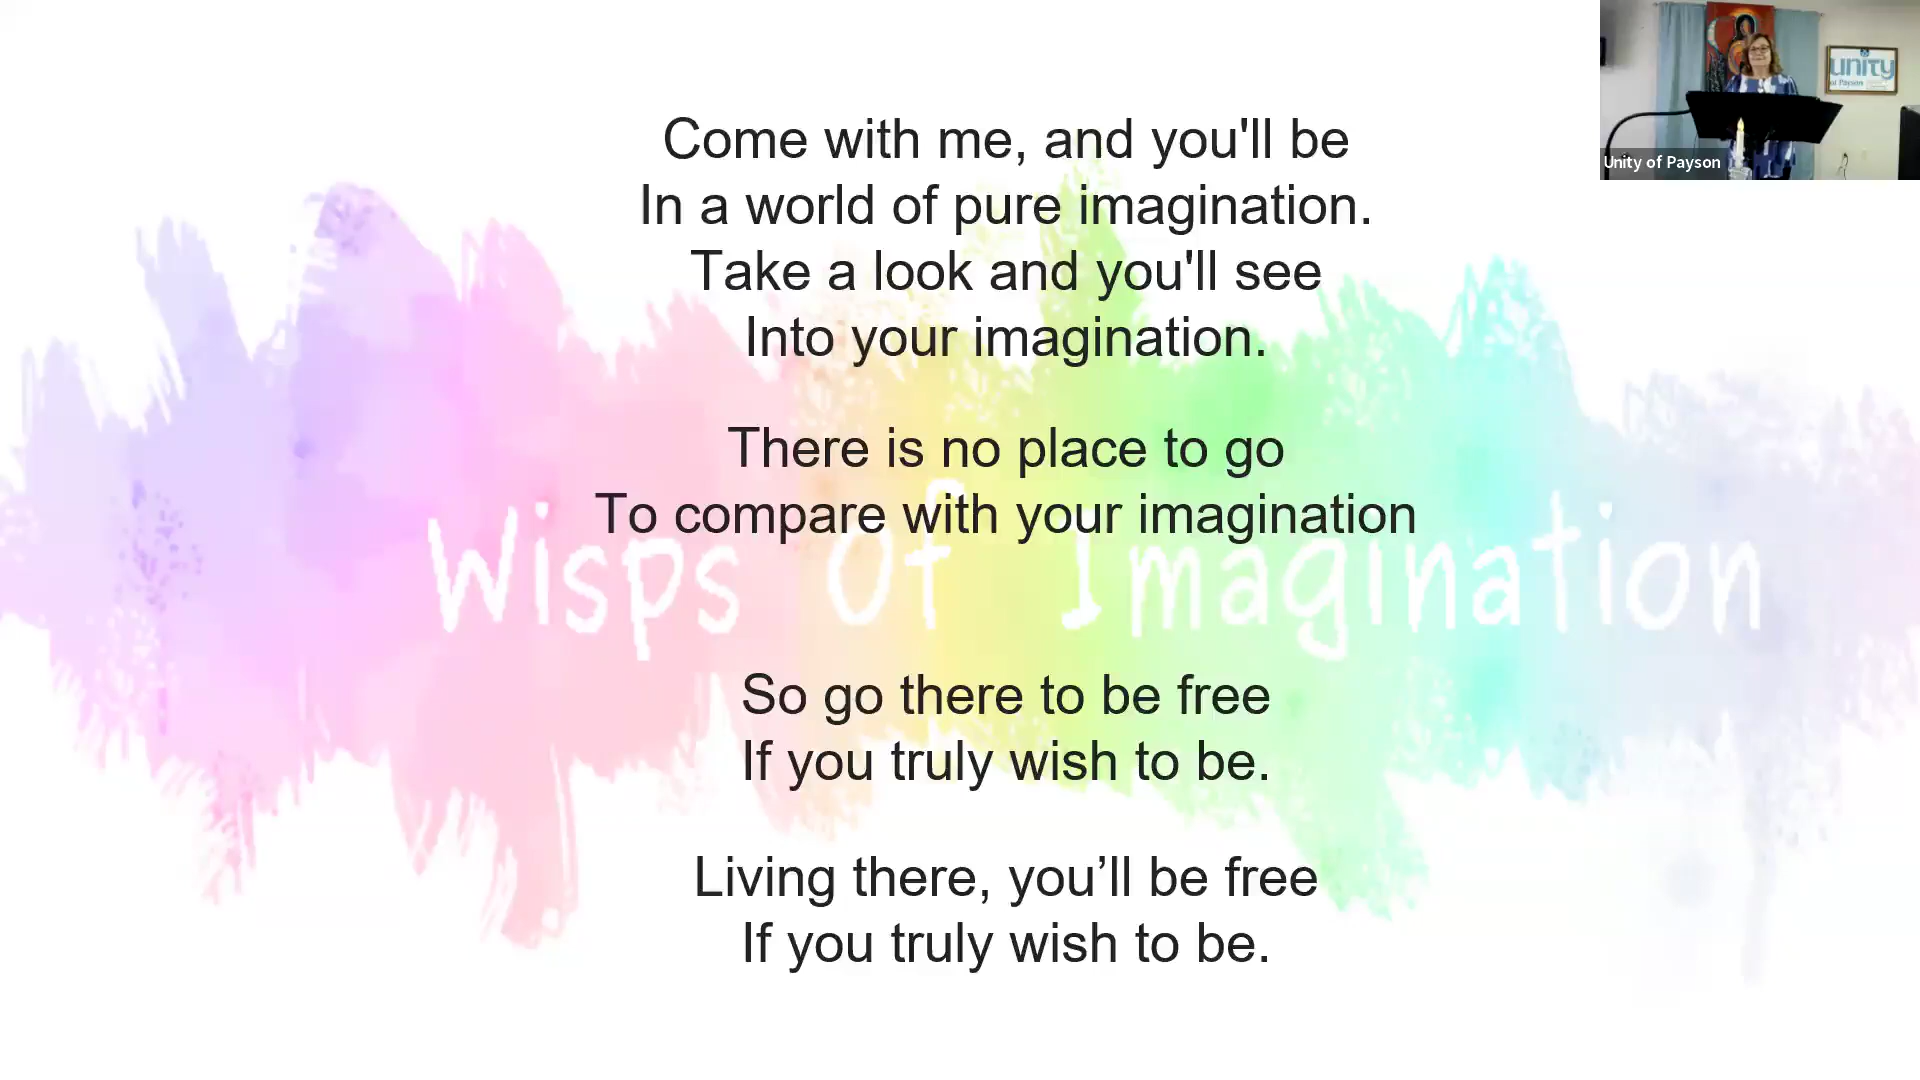 Come with me, and you'll be
In a world of pure imagination.
Take a look and you'll see
Into your imagination.
There is no place to go
To compare with your imagination
Wisps Of Imagination
So go there to be free
If you truly wish to be.
Living there, you’ll be free
If you truly wish to be.
unity
of Payson
Unity of Payson